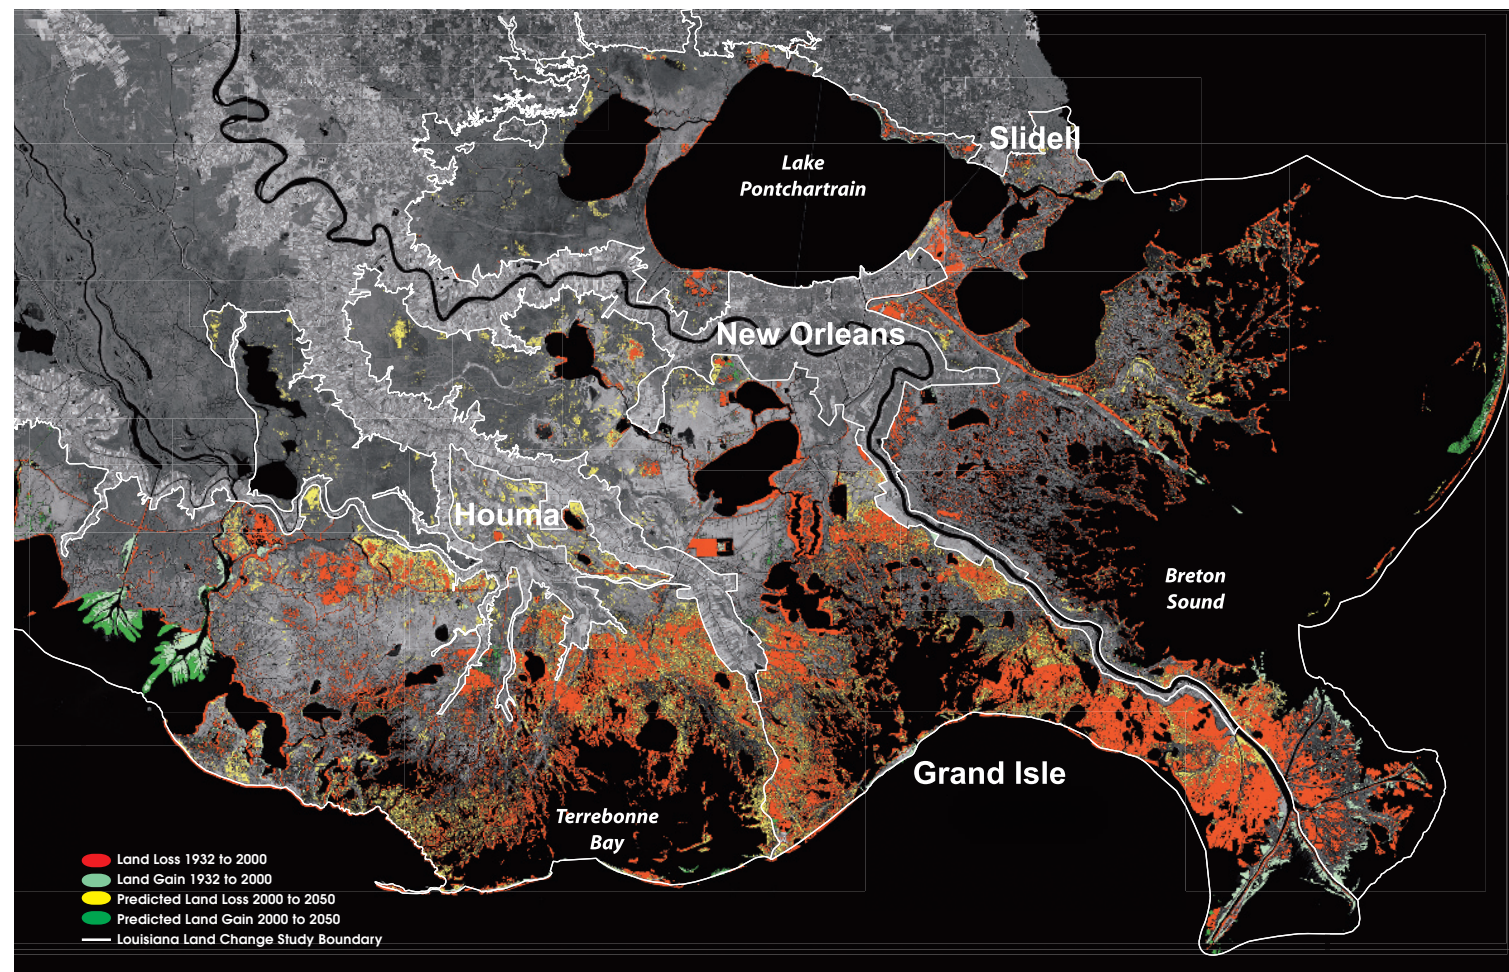 Slidell
Lake
Pontchartrain
New Orleans
Houma
Breton
Sound
Grand Isle
Terrebonne
Bay
Land Loss 1932 to 2000
Land Gain 1932 to 2000
Predicted Land Loss 2000 to 2050
Predicted Land Gain 2000 to 2050
Louisiana Land Change Study Boundary